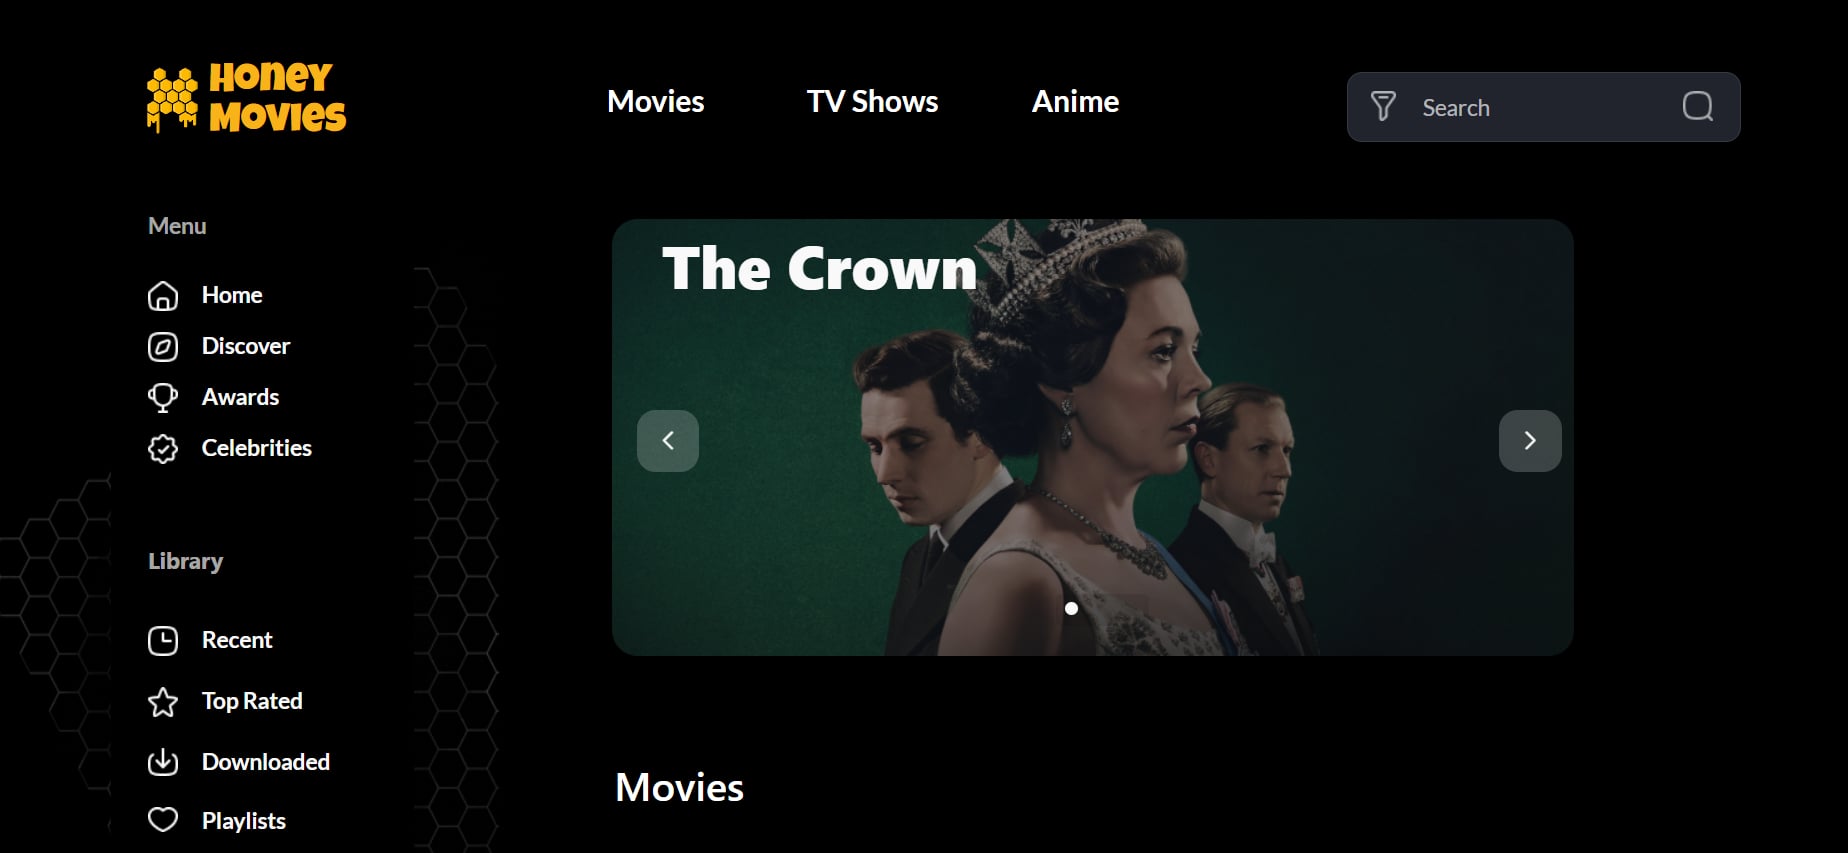 Honey
Movies
Movies
TV Shows
Anime
Search
Menu
Home
Discover
Awards
Celebrities
Library
Recent
Top Rated
Downloaded
Playlists
The Crown
Movies